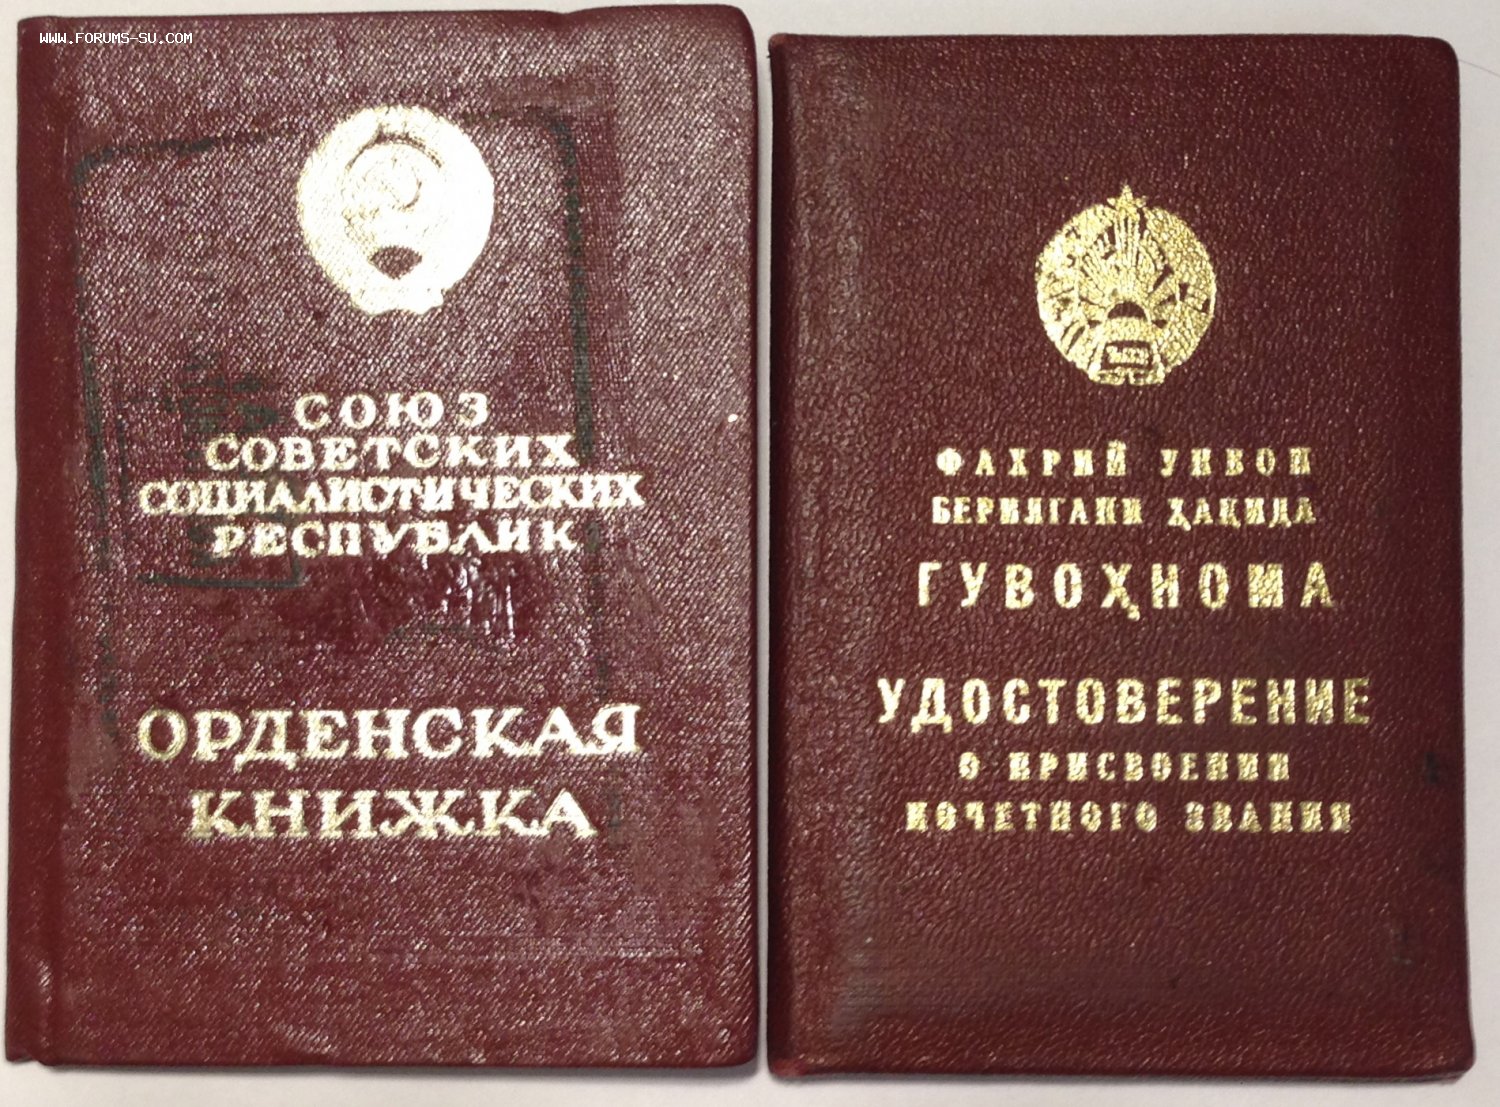 WWW.FORUMS-SU.COM
СОЮЗ
СОВЕТСКИХ
СОЦИАЛИСТИЧЕСКИХ
РЕСПУБЛИК
ОРДЕНСКАЯ
КНИЖКА
ФАХРИЙ УНВОН
БЕРИЛГАНИ ҲАҚИДА
ГУВОҲНОМА
УДОСТОВЕРЕНИЕ
О ПРИСВОЕНИИ
ПОЧЕТНОГО ЗВАНИЯ